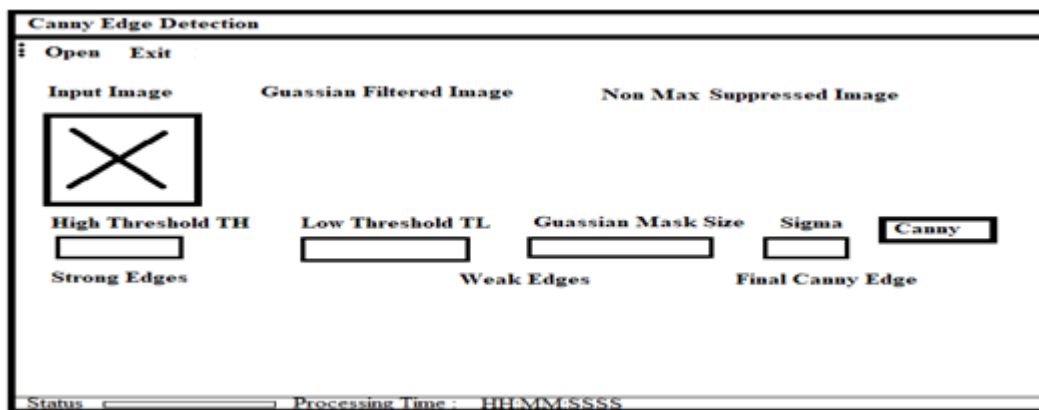 Canny Edge Detection
Open Exit
Input Image Guassian Filtered Image Non Max Suppressed Image
High Threshold TH Low Threshold TL Guassian Mask Size Sigma Canny
Strong Edges Weak Edges Final Canny Edge
Status Processing Time : HH:MM:SSSS